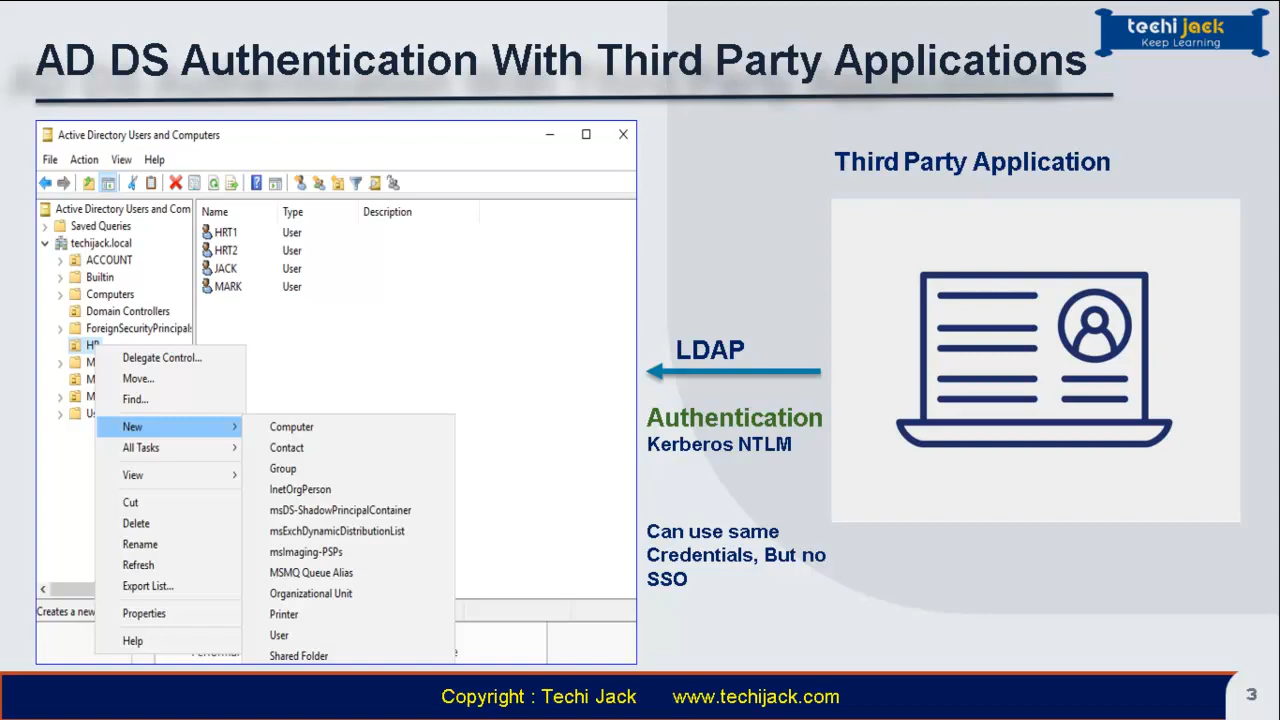 techi jack
Keep Learning
AD DS Authentication With Third Party Applications
Active Directory Users and Computers
File Action View Help
Active Directory Users and Com
Saved Queries
techijack.local
ACCOUNT
Builtin
Computers
Domain Controllers
ForeignSecurityPrincipals
HR
M
M
M
Us
Name Type Description
HRT1 User
HRT2 User
JACK User
MARK User
Delegate Control...
Move...
Find...
New
All Tasks
View
Cut
Delete
Rename
Refresh
Export List...
Properties
Help
Computer
Contact
Group
InetOrgPerson
msDS-ShadowPrincipalContainer
msExchDynamicDistributionList
msImaging-PSPs
MSMQ Queue Alias
Organizational Unit
Printer
User
Shared Folder
Creates a new
Third Party Application
LDAP
Authentication
Kerberos NTLM
Can use same
Credentials, But no
SSO
Copyright : Techi Jack www.techijack.com
3